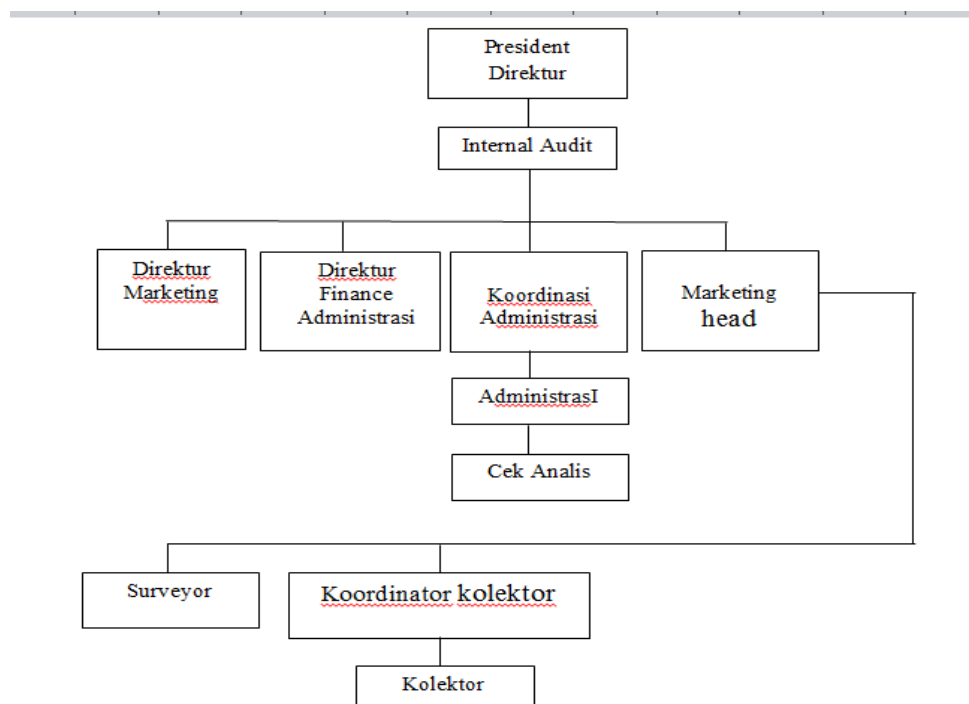 President
Direktur
Internal Audit
Direktur
Marketing
Direktur
Finance
Administrasi
Koordinasi
Administrasi
Marketing
head
AdministrasI
Cek Analis
Surveyor
Koordinator kolektor
Kolektor